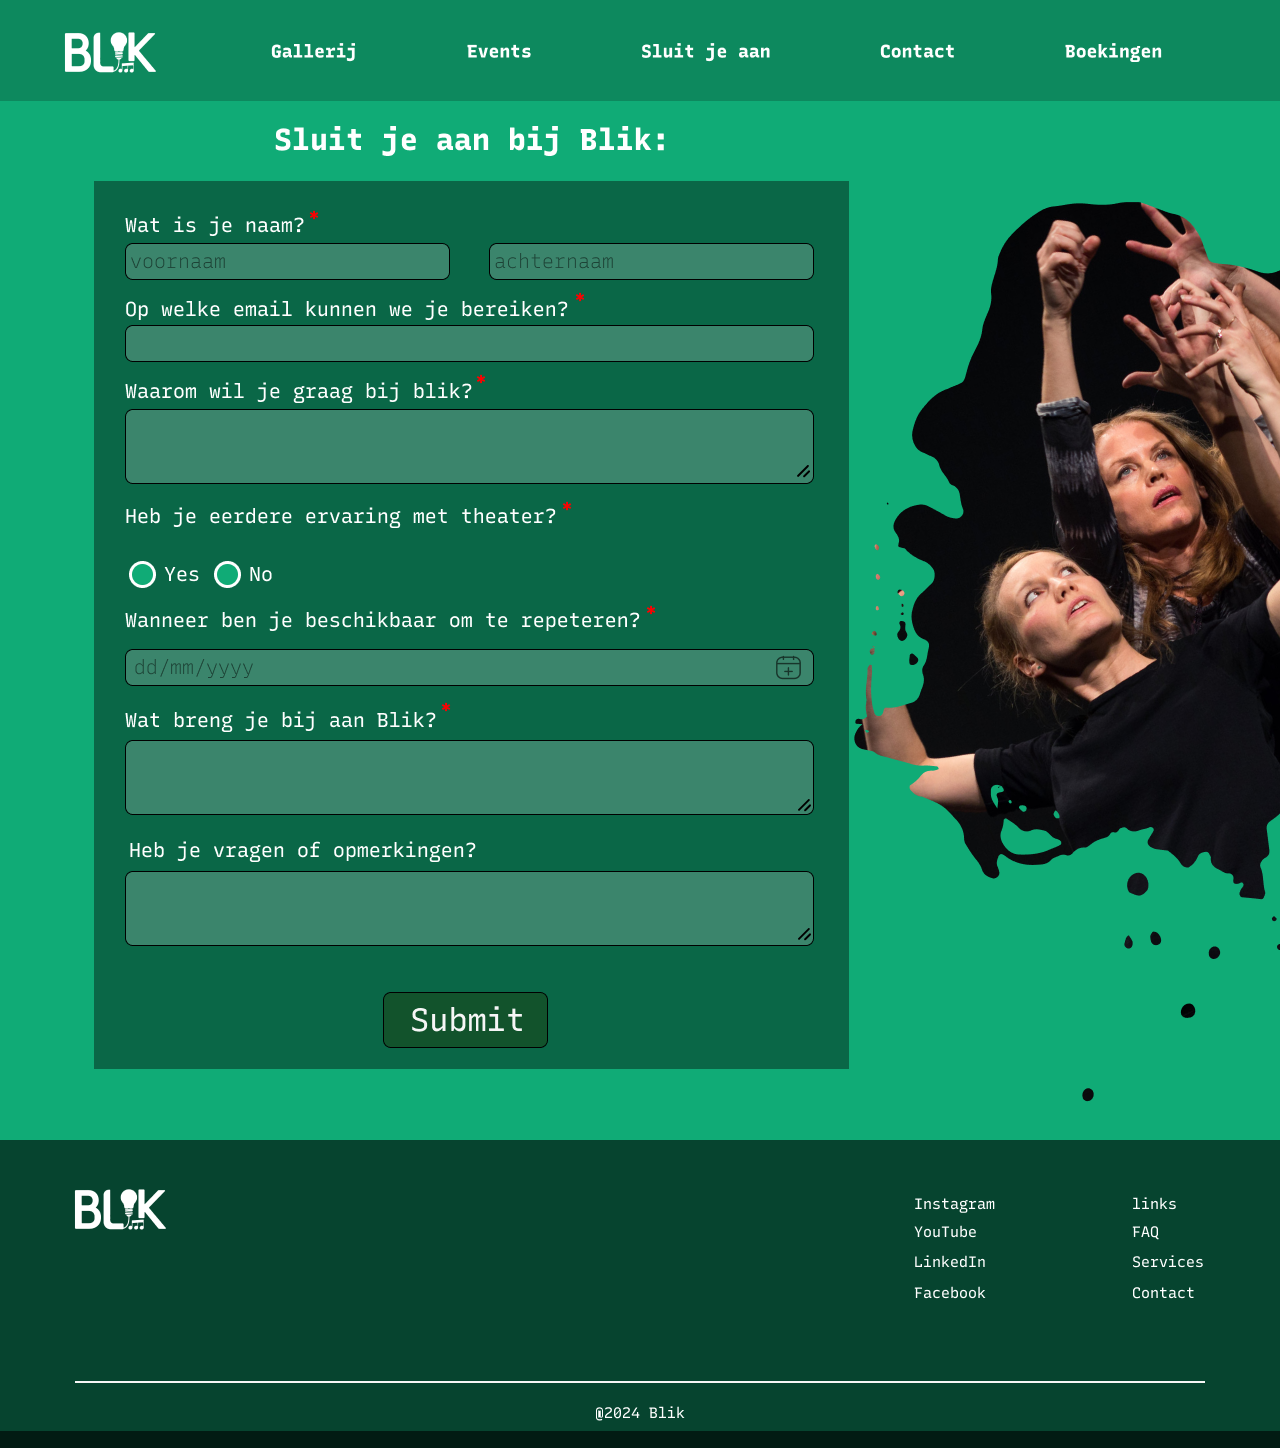 BLIK
Gallerij
Events
Sluit je aan
Contact
Boekingen
Sluit je aan bij Blik:
Wat is je naam?*
voornaam
achternaam
Op welke email kunnen we je bereiken?*
Waarom wil je graag bij blik?*
Heb je eerdere ervaring met theater?*
Yes No
Wanneer ben je beschikbaar om te repeteren?*
dd/mm/yyyy
Wat breng je bij aan Blik?*
Heb je vragen of opmerkingen?
Submit
BLIK
Instagram
YouTube
LinkedIn
Facebook
links
FAQ
Services
Contact
@2024 Blik